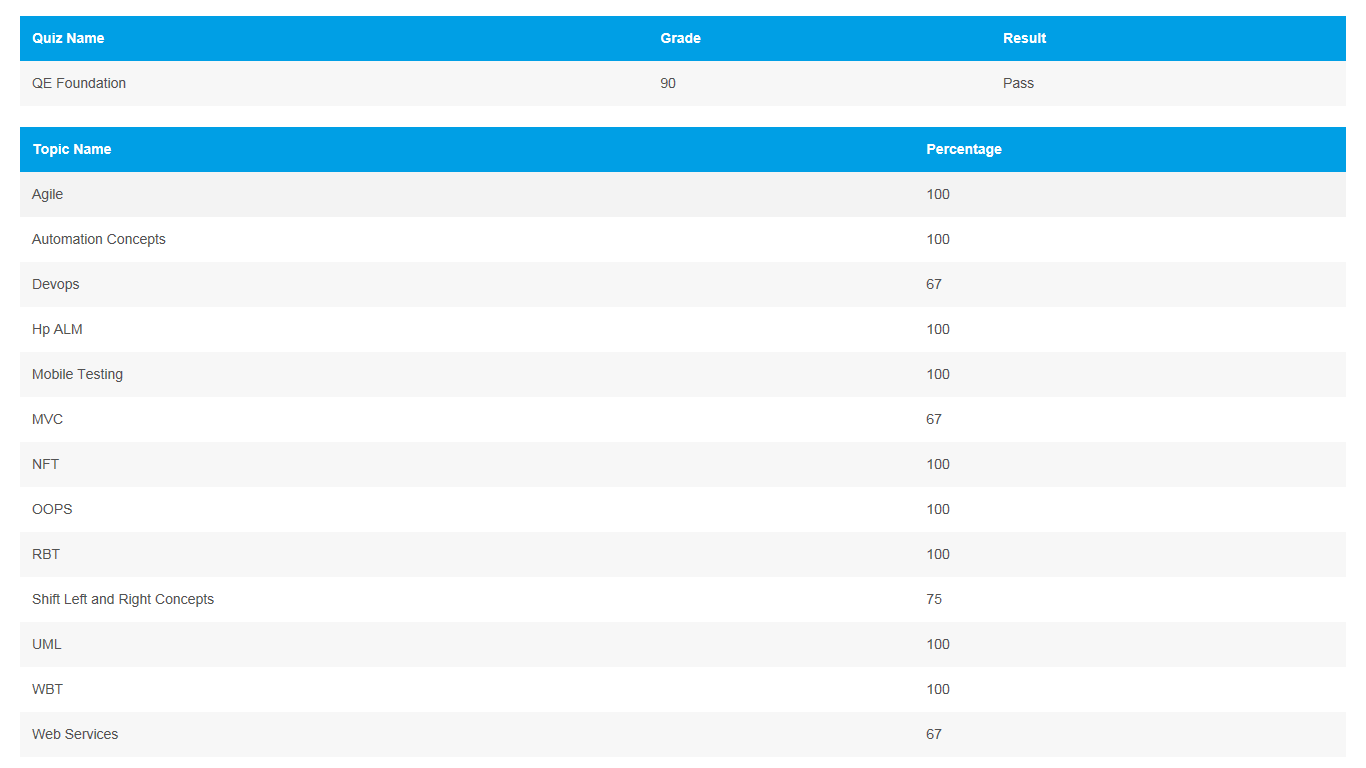 Quiz Name Grade Result
QE Foundation 90 Pass
Topic Name Percentage
Agile 100
Automation Concepts 100
Devops 67
Hp ALM 100
Mobile Testing 100
MVC 67
NFT 100
OOPS 100
RBT 100
Shift Left and Right Concepts 75
UML 100
WBT 100
Web Services 67